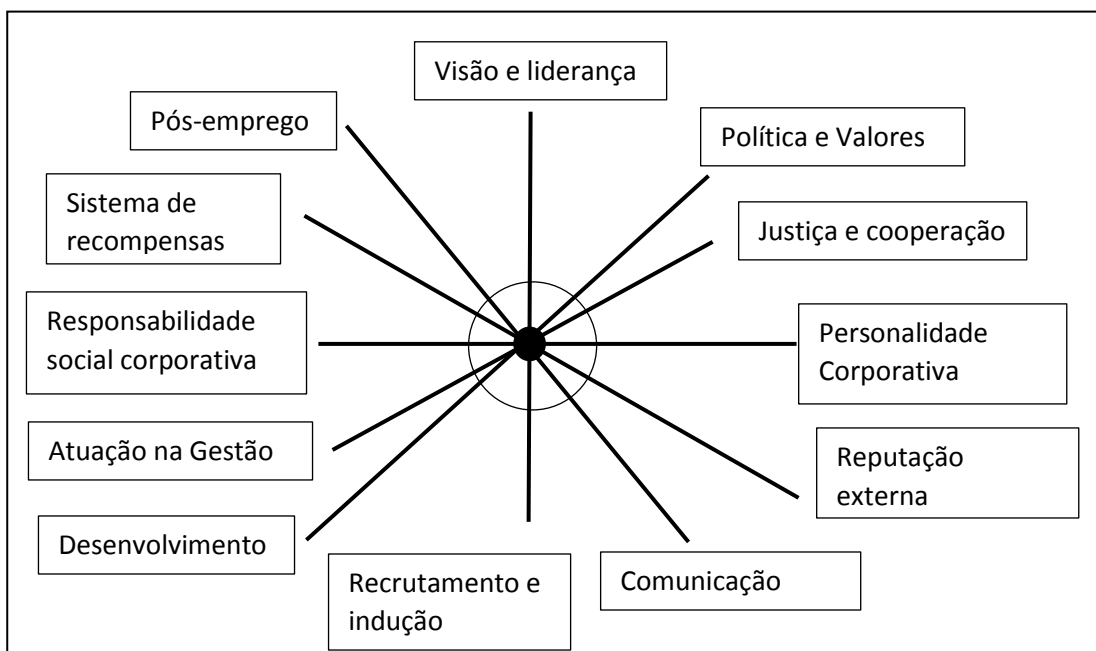 Visão e liderança
Pós-emprego
Política e Valores
Sistema de
recompensas
Justiça e cooperação
Responsabilidade
social corporativa
Personalidade
Corporativa
Atuação na Gestão
Reputação
externa
Desenvolvimento
Recrutamento e
indução
Comunicação